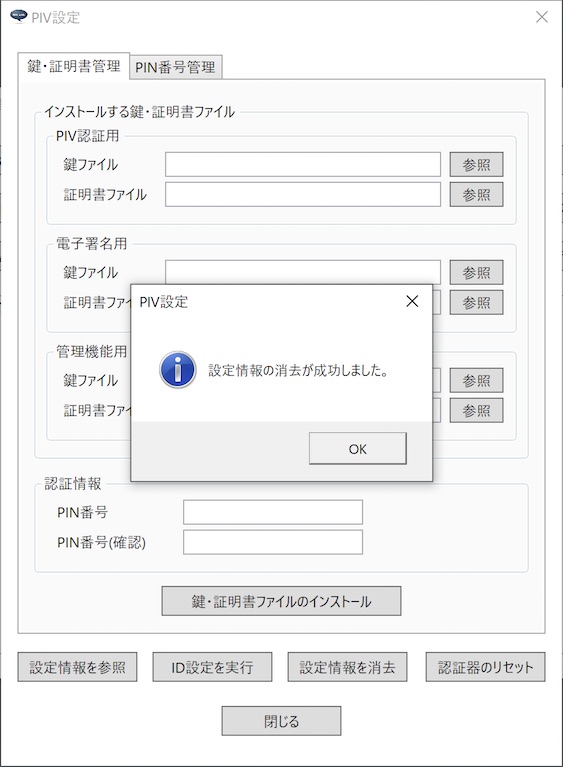 PIV設定
鍵・証明書管理
PIN番号管理
インストールする鍵・証明書ファイル
PIV認証用
鍵ファイル
参照
証明書ファイル
参照
電子署名用
鍵ファイル
参照
証明書ファイ
参照
管理機能用
鍵ファイル
参照
証明書ファイ
参照
PIV設定
設定情報の消去が成功しました。
OK
認証情報
PIN番号
PIN番号(確認)
鍵・証明書ファイルのインストール
設定情報を参照
ID設定を実行
設定情報を消去
認証器のリセット
閉じる